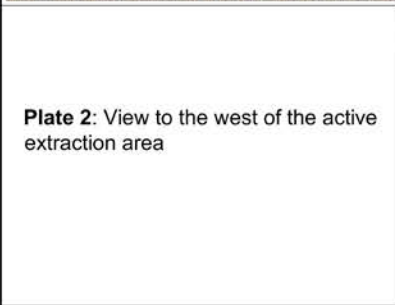 Plate 2: View to the west of the active
extraction area